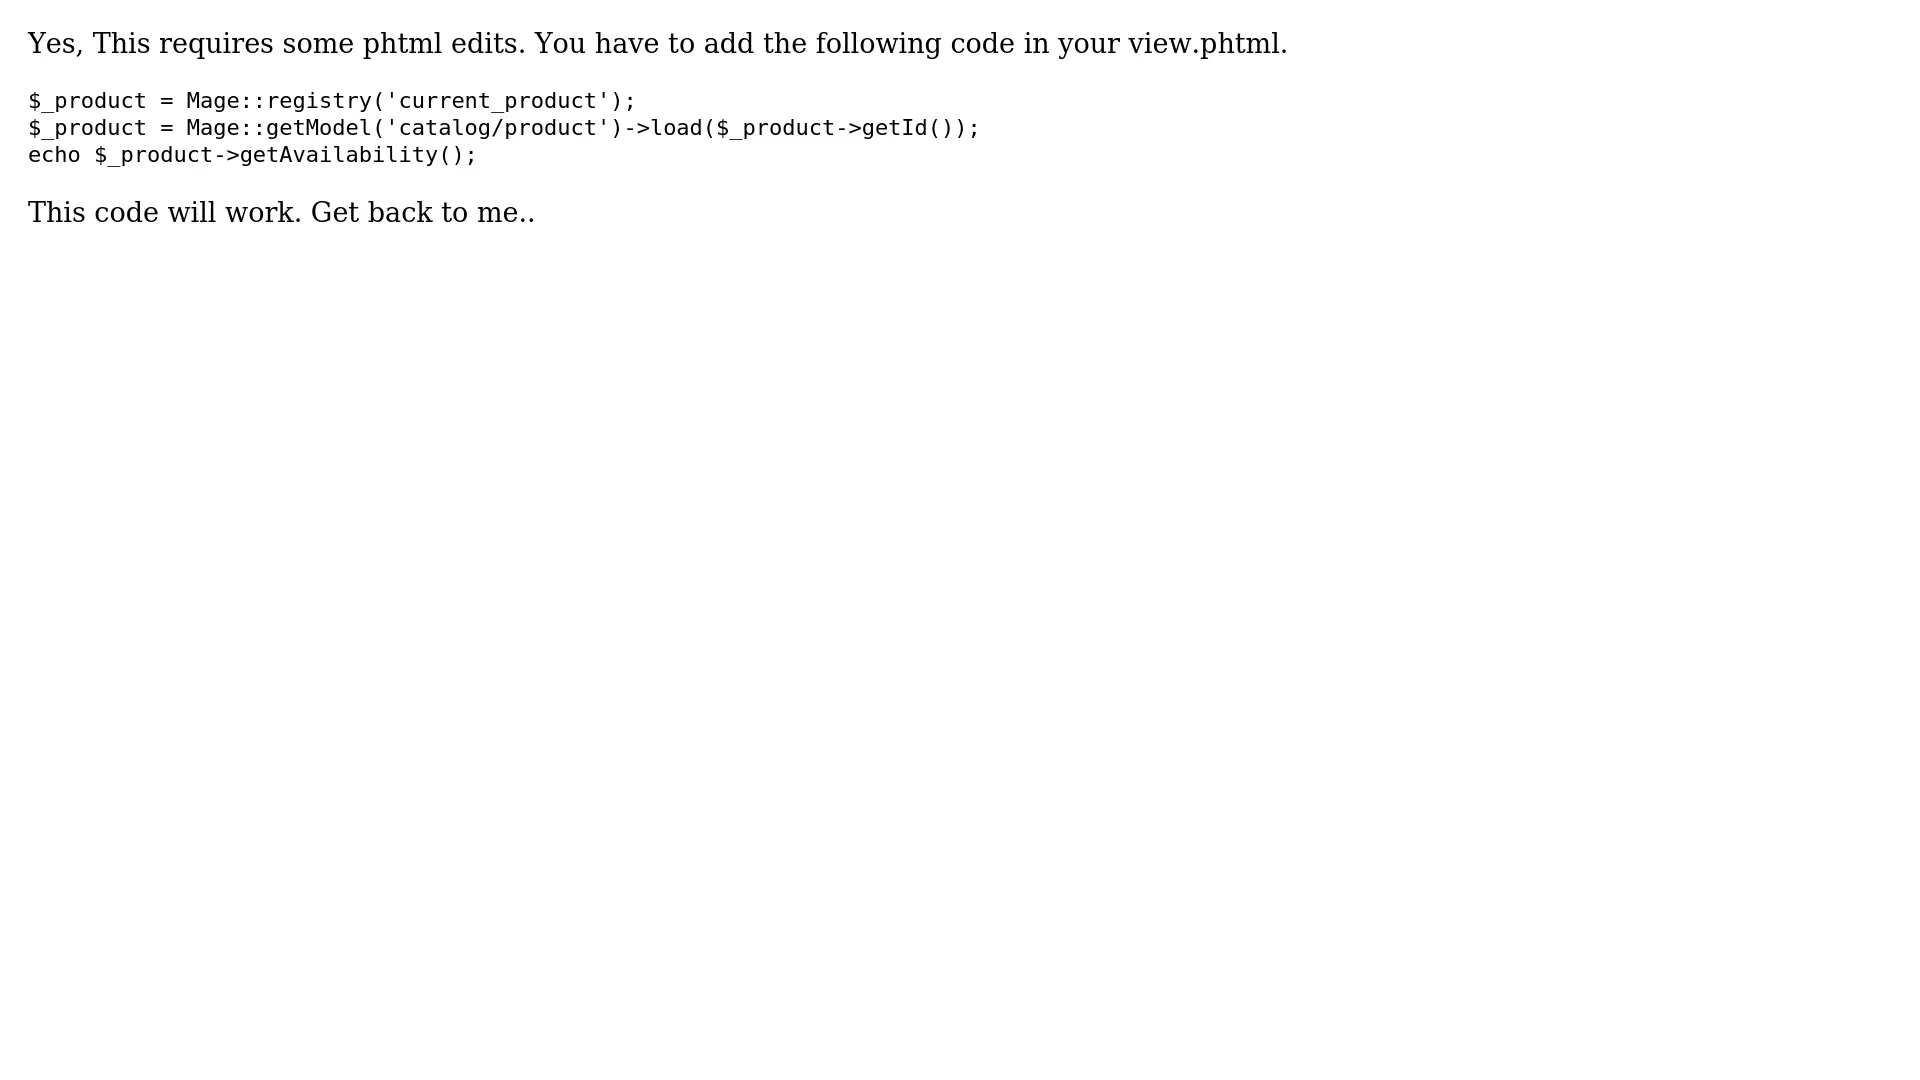 Yes, This requires some phtml edits. You have to add the following code in your view.phtml.
$_product = Mage::registry('current_product');
$_product = Mage::getModel('catalog/product')->load($_product->getId());
echo $_product->getAvailability();
This code will work. Get back to me..